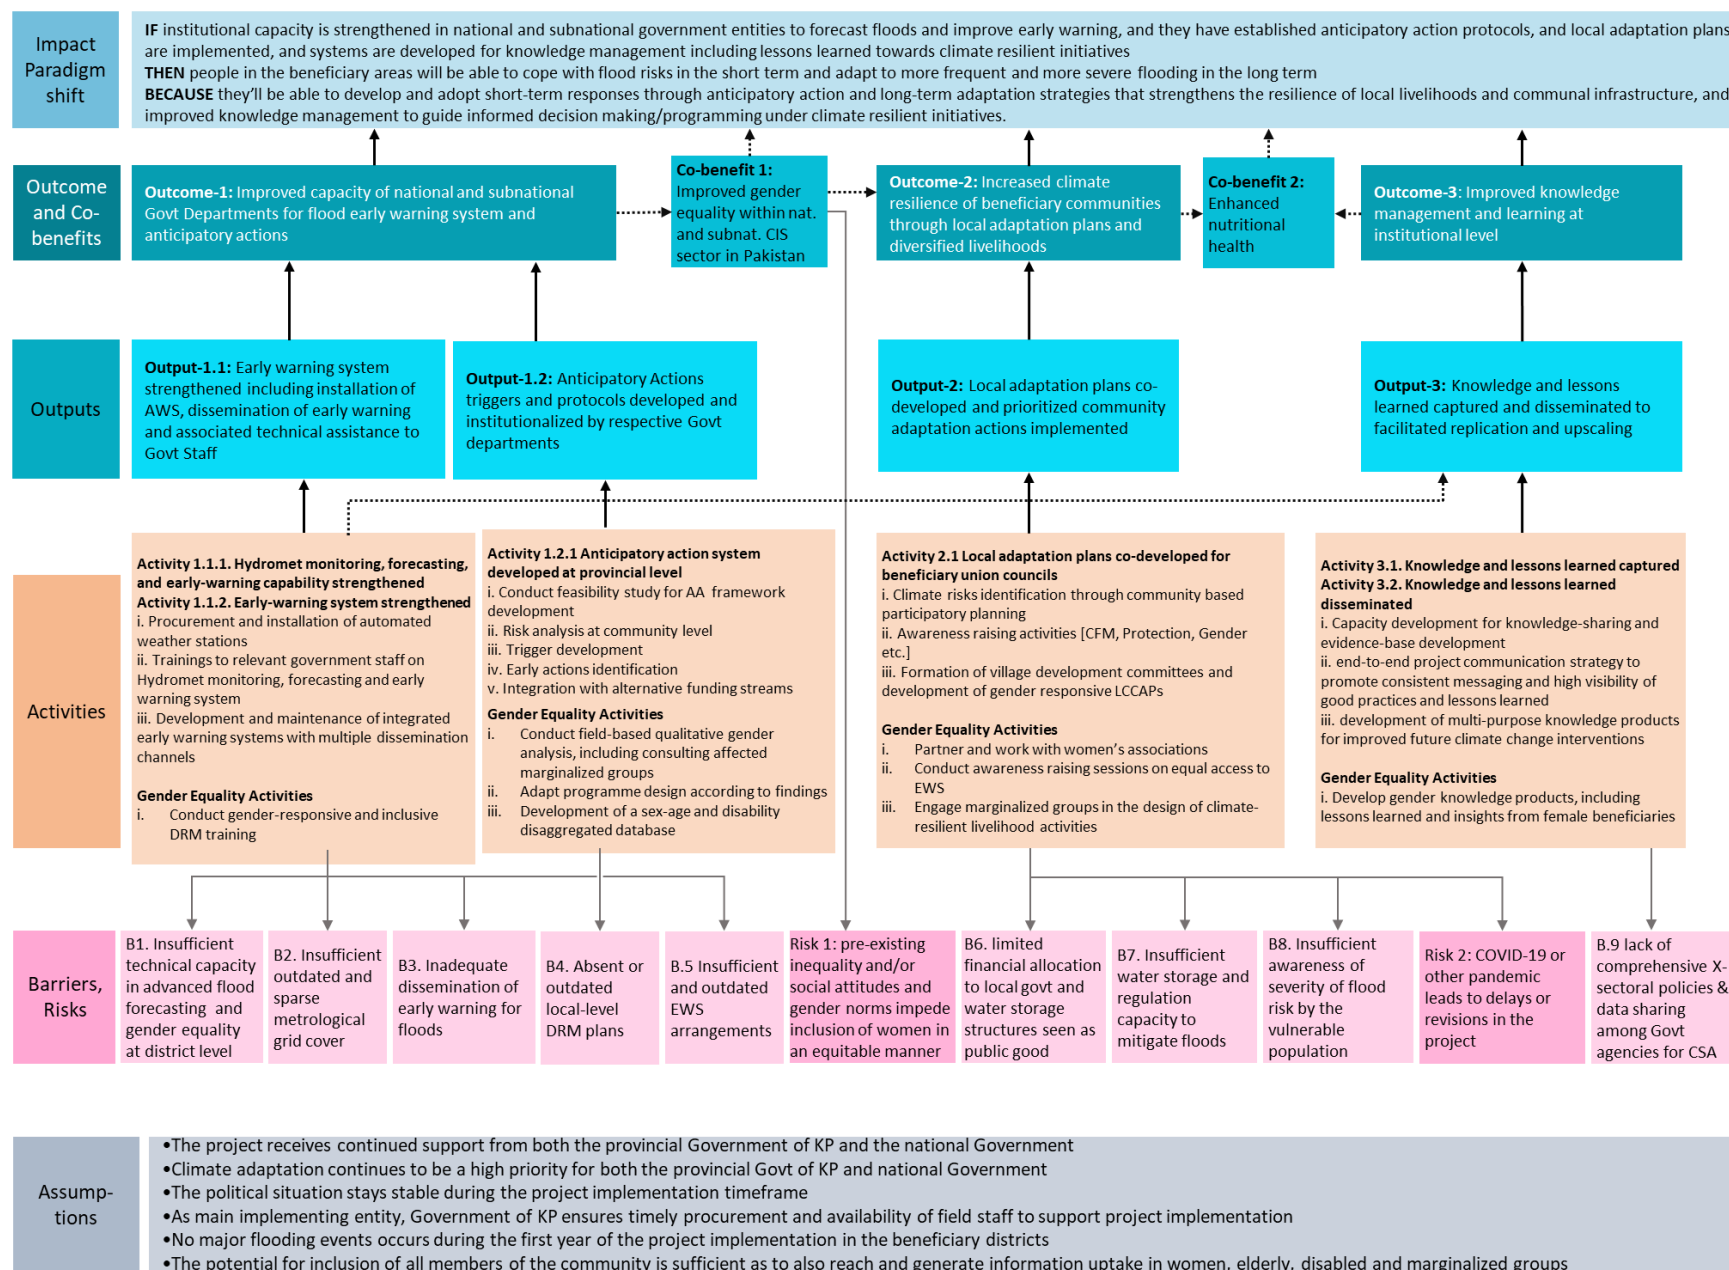 Impact
Paradigm
shift
IF institutional capacity is strengthened in national and subnational government entities to forecast floods and improve early warning, and they have established anticipatory action protocols, and local adaptation plans
are implemented, and systems are developed for knowledge management including lessons learned towards climate resilient initiatives
THEN people in the beneficiary areas will be able to cope with flood risks in the short term and adapt to more frequent and more severe flooding in the long term
BECAUSE they'll be able to develop and adopt short-term responses through anticipatory action and long-term adaptation strategies that strengthens the resilience of local livelihoods and communal infrastructure, and
improved knowledge management to guide informed decision making/programming under climate resilient initiatives.
Outcome
and Co-
benefits
Outcome-1: Improved capacity of national and subnational
Govt Departments for flood early warning system and
anticipatory actions
Co-benefit 1:
Improved gender
equality within nat.
and subnat. CIS
sector in Pakistan
Outcome-2: Increased climate
resilience of beneficiary communities
through local adaptation plans and
diversified livelihoods
Co-benefit 2:
Enhanced
nutritional
health
Outcome-3: Improved knowledge
management and learning at
institutional level
Outputs
Output-1.1: Early warning system
strengthened including installation of
AWS, dissemination of early warning
and associated technical assistance to
Govt Staff
Output-1.2: Anticipatory Actions
triggers and protocols developed and
institutionalized by respective Govt
departments
Output-2: Local adaptation plans co-
developed and prioritized community
adaptation actions implemented
Output-3: Knowledge and lessons
learned captured and disseminated to
facilitated replication and upscaling
Activities
Activity 1.1.1. Hydromet monitoring, forecasting,
and early-warning capability strengthened
Activity 1.1.2. Early-warning system strengthened
i. Procurement and installation of automated
weather stations
ii. Trainings to relevant government staff on
Hydromet monitoring, forecasting and early
warning system
iii. Development and maintenance of integrated
early warning systems with multiple dissemination
channels
Gender Equality Activities
i. Conduct gender-responsive and inclusive
DRM training
Activity 1.2.1 Anticipatory action system
developed at provincial level
i. Conduct feasibility study for AA framework
development
ii. Risk analysis at community level
iii. Trigger development
iv. Early actions identification
v. Integration with alternative funding streams
Gender Equality Activities
i. Conduct field-based qualitative gender
analysis, including consulting affected
marginalized groups
ii. Adapt programme design according to findings
iii. Development of a sex-age and disability
disaggregated database
Activity 2.1 Local adaptation plans co-developed for
beneficiary union councils
i. Climate risks identification through community based
participatory planning
ii. Awareness raising activities [CFM, Protection, Gender
etc.]
iii. Formation of village development committees and
development of gender responsive LCCAPs
Gender Equality Activities
i. Partner and work with women's associations
ii. Conduct awareness raising sessions on equal access to
EWS
iii. Engage marginalized groups in the design of climate-
resilient livelihood activities
Activity 3.1. Knowledge and lessons learned captured
Activity 3.2. Knowledge and lessons learned
disseminated
i. Capacity development for knowledge-sharing and
evidence-base development
ii. end-to-end project communication strategy to
promote consistent messaging and high visibility of
good practices and lessons learned
iii. development of multi-purpose knowledge products
for improved future climate change interventions
Gender Equality Activities
i. Develop gender knowledge products, including
lessons learned and insights from female beneficiaries
Barriers,
Risks
B1. Insufficient
technical capacity
in advanced flood
forecasting and
gender equality
at district level
B2. Insufficient
outdated and
sparse
metrological
grid cover
B3. Inadequate
dissemination of
early warning for
floods
B4. Absent or
outdated
local-level
DRM plans
B.5 Insufficient
and outdated
EWS
arrangements
Risk 1: pre-existing
inequality and/or
social attitudes and
gender norms impede
inclusion of women in
an equitable manner
B6. limited
financial allocation
to local govt and
water storage
structures seen as
public good
B7. Insufficient
water storage and
regulation
capacity to
mitigate floods
B8. Insufficient
awareness of
severity of flood
risk by the
vulnerable
population
Risk 2: COVID-19 or
other pandemic
leads to delays or
revisions in the
project
B.9 lack of
comprehensive X-
sectoral policies &
data sharing
among Govt
agencies for CSA
Assump-
tions
•The project receives continued support from both the provincial Government of KP and the national Government
•Climate adaptation continues to be a high priority for both the provincial Govt of KP and national Government
•The political situation stays stable during the project implementation timeframe
•As main implementing entity, Government of KP ensures timely procurement and availability of field staff to support project implementation
•No major flooding events occurs during the first year of the project implementation in the beneficiary districts
•The potential for inclusion of all members of the community is sufficient as to also reach and generate information uptake in women, elderly, disabled and marginalized groups